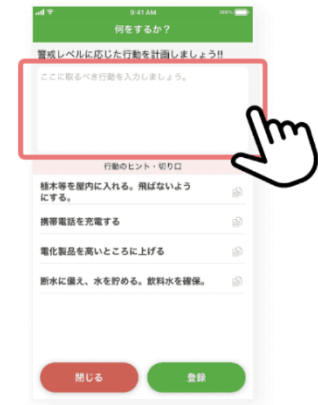 9:41 AM
100%
何をするか？
警戒レベルに応じた行動を計画しましょう!!
ここに取るべき行動を入力しましょう。
行動のヒント・切り口
植木等を屋内に入れる。飛ばないよう
にする。
携帯電話を充電する
電化製品を高いところに上げる
断水に備え、水を貯める。飲料水を確保。
閉じる
登録